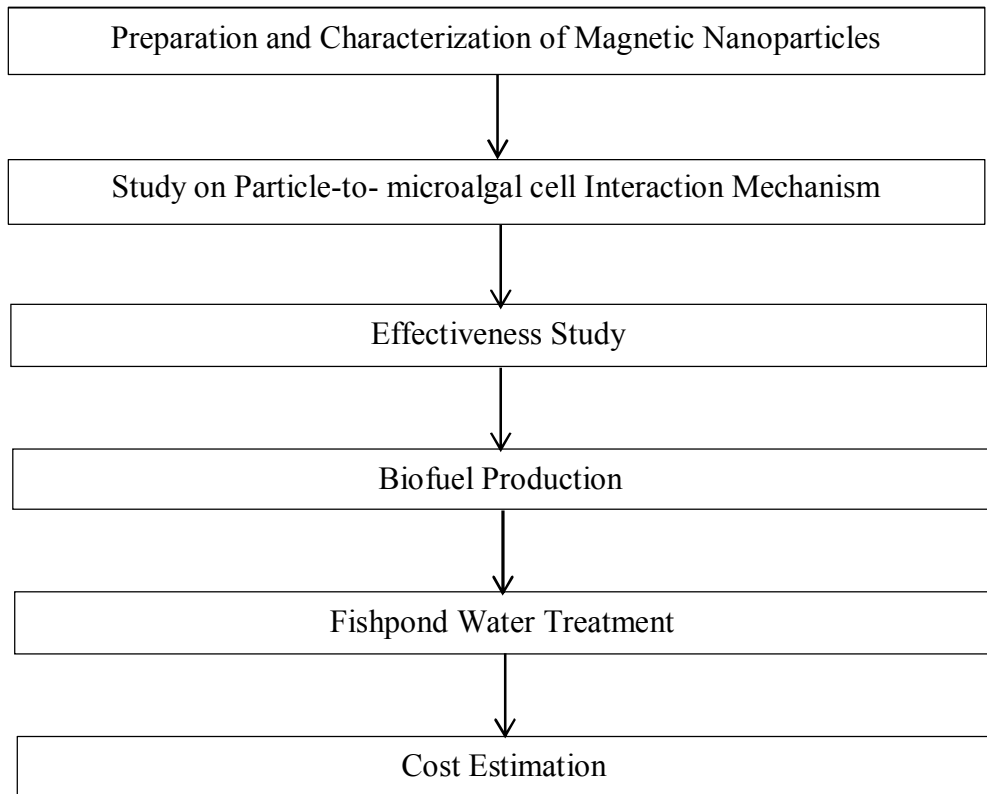 Preparation and Characterization of Magnetic Nanoparticles
Study on Particle-to- microalgal cell Interaction Mechanism
Effectiveness Study
Biofuel Production
Fishpond Water Treatment
Cost Estimation